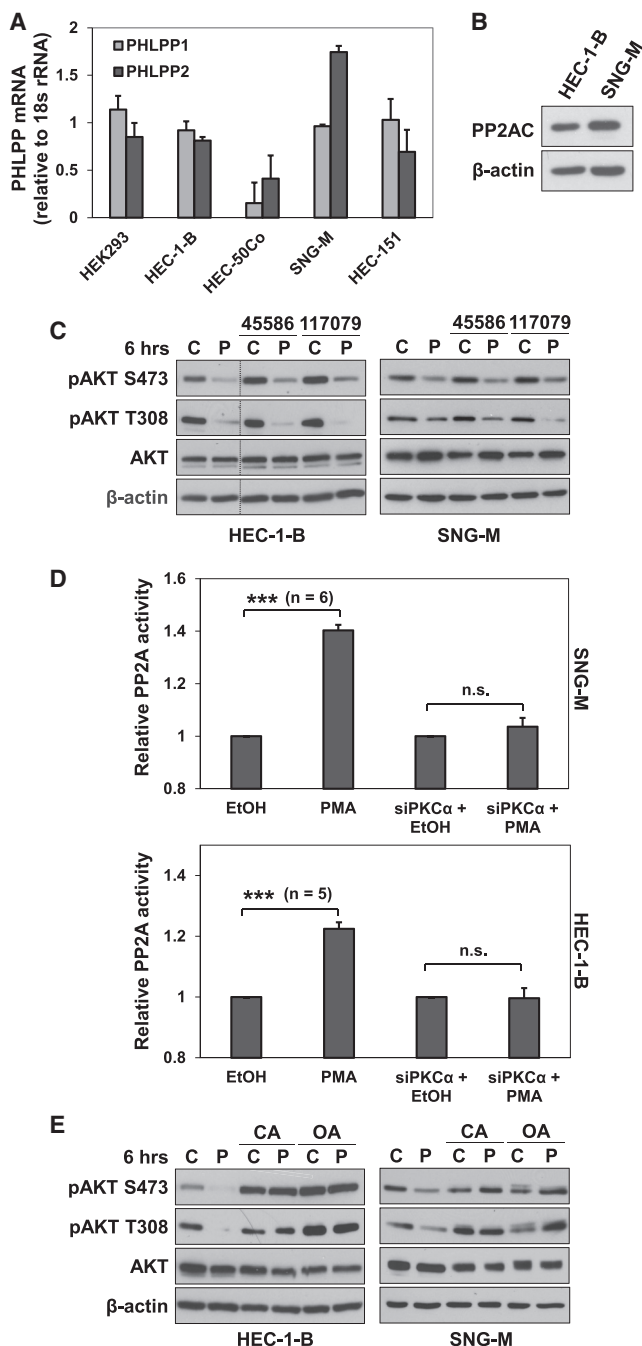 A
PHLPP mRNA
(relative to 18s rRNA)
2
1.5
1
0.5
0
PHLPP1
PHLPP2
HEK293
HEC-1-B
HEC-50Co
SNG-M
HEC-151
B
HEC-1-B
SNG-M
PP2AC
β-actin
C
45586 117079 45586 117079
6 hrs C P C P C P C P C P C P
pAKT S473
pAKT T308
AKT
β-actin
HEC-1-B SNG-M
D
Relative PP2A activity
1.6
1.4
1.2
1
0.8
*** (n = 6)
n.s.
EtOH PMA siPKCα + EtOH siPKCα + PMA
SNG-M
Relative PP2A activity
1.4
1.2
1
0.8
*** (n = 5)
n.s.
EtOH PMA siPKCα + EtOH siPKCα + PMA
HEC-1-B
E
CA OA CA OA
6 hrs C P C P C P C P C P C P
pAKT S473
pAKT T308
AKT
β-actin
HEC-1-B SNG-M